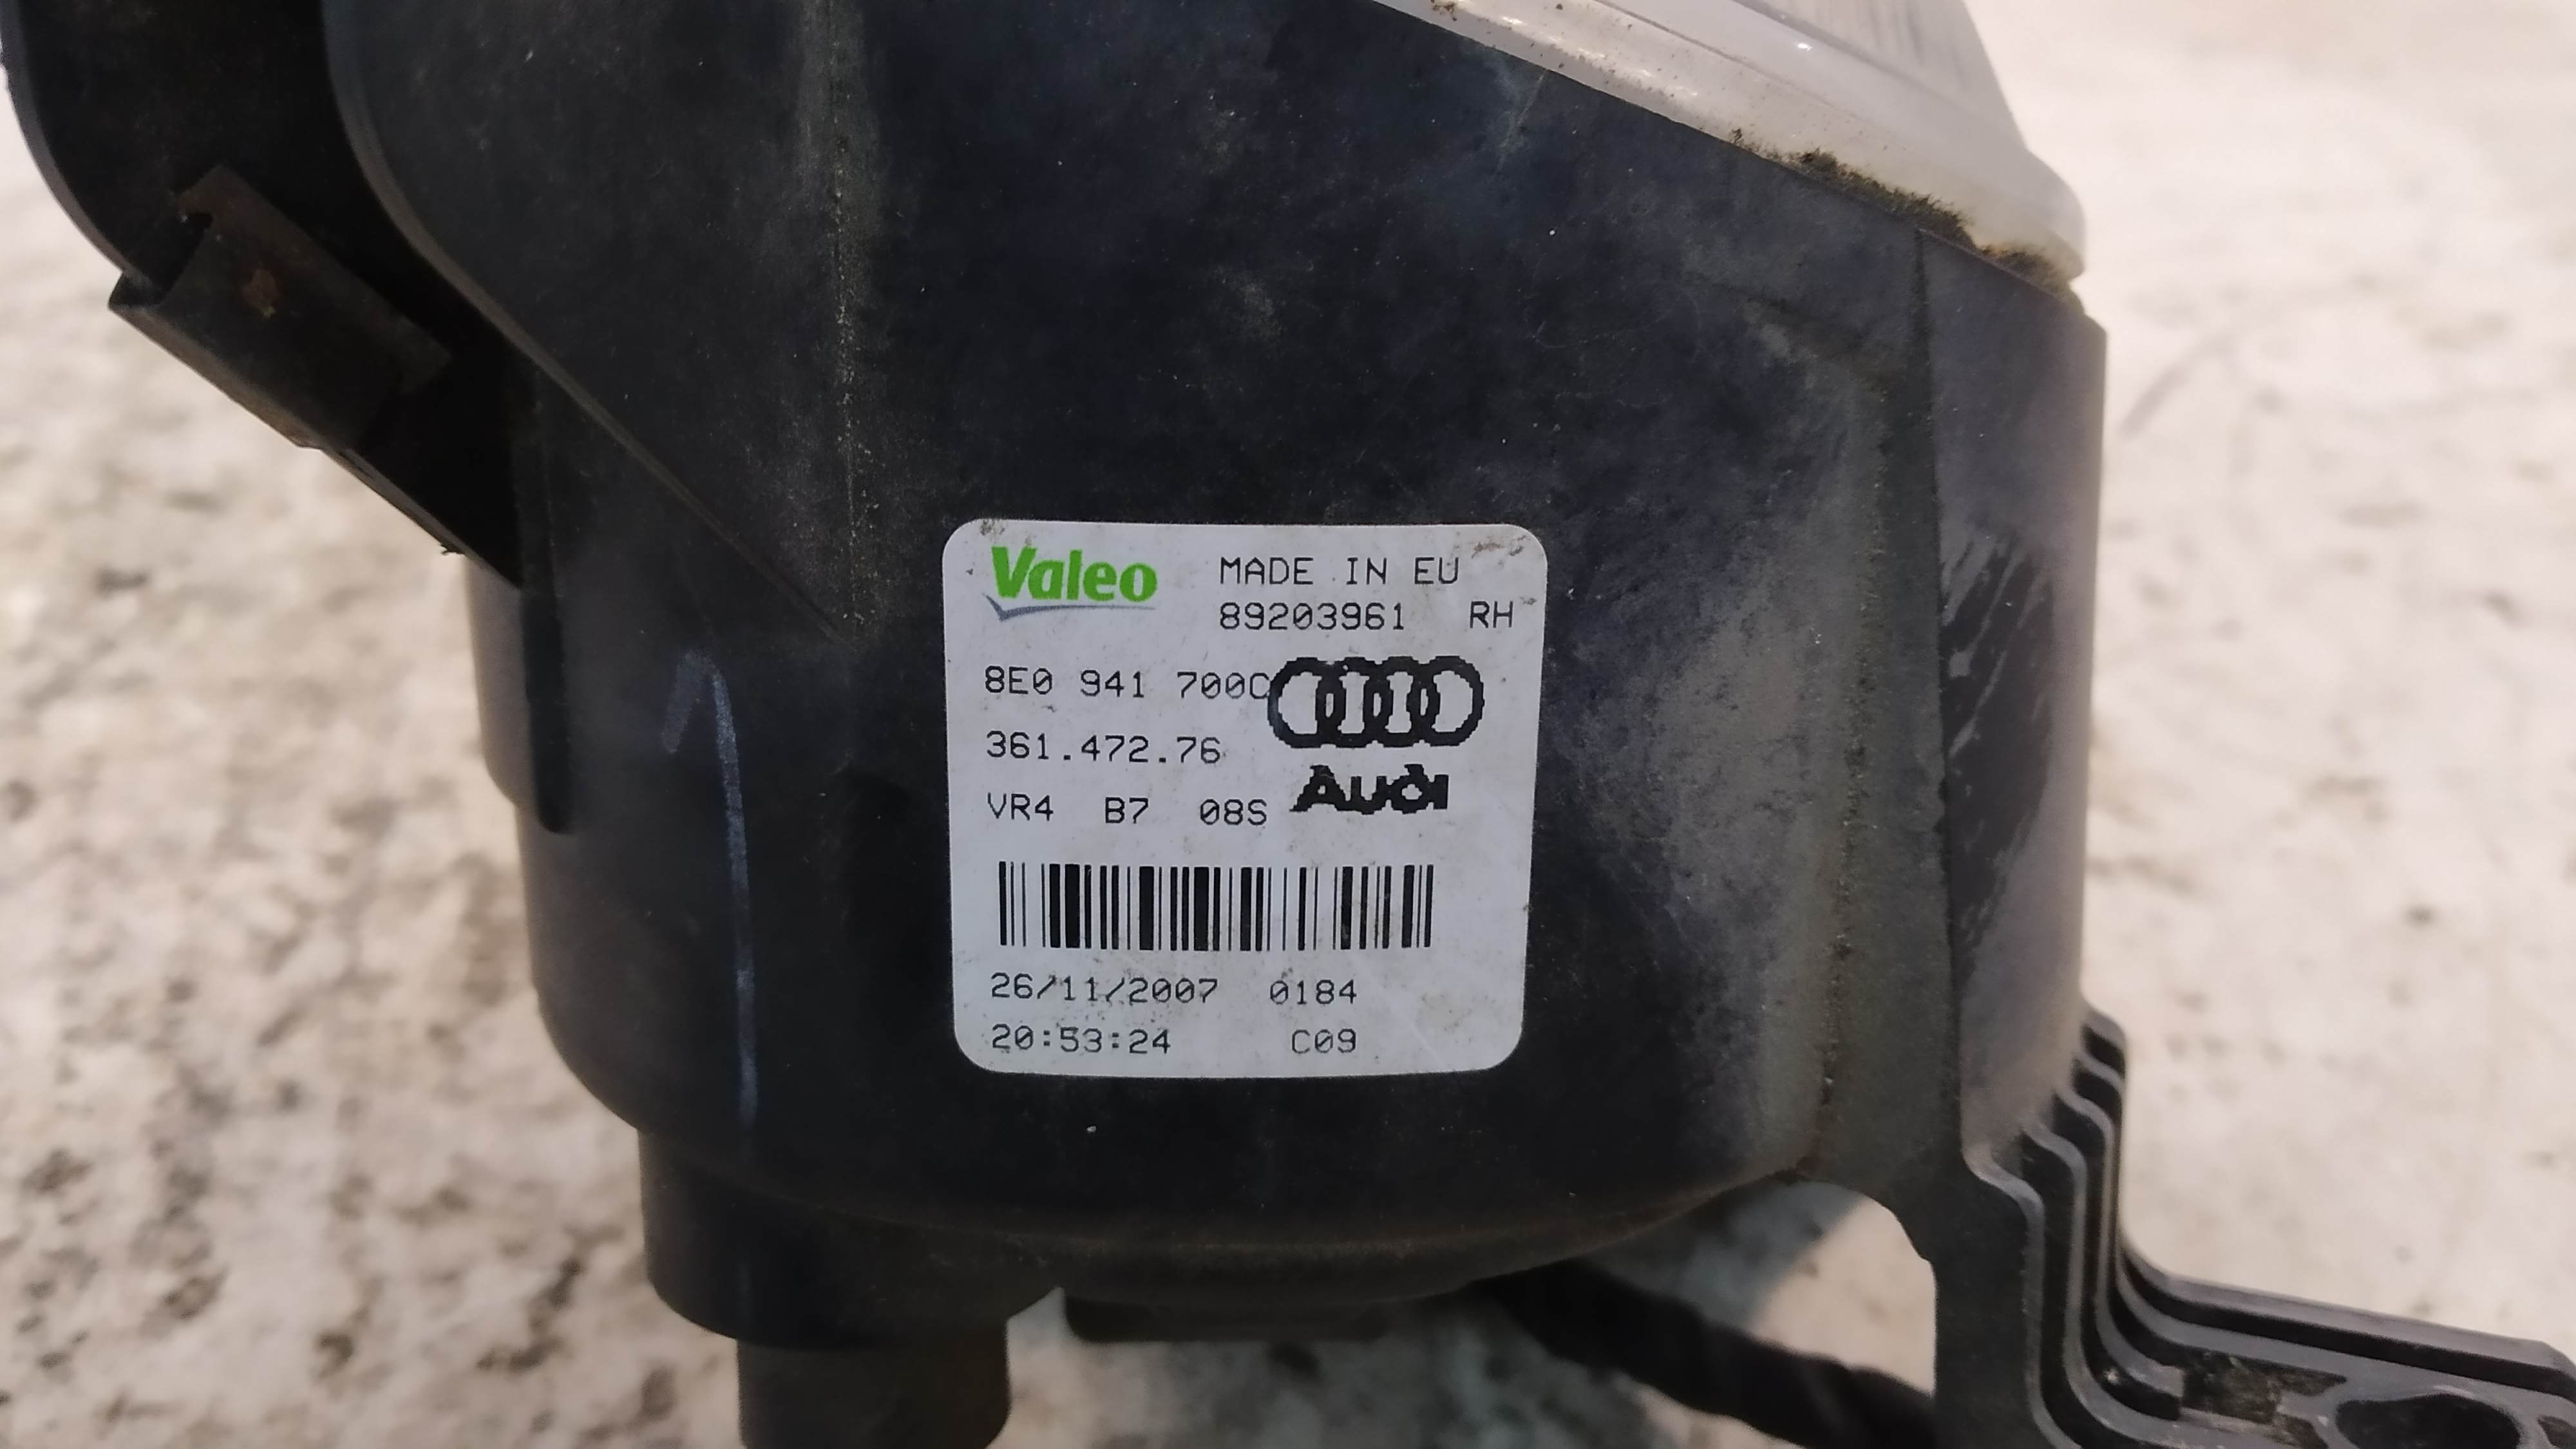 Valeo MADE IN EU
89203961 RH
8E0 941 700C
361.472.76
Audi
VR4 B7 08S
26/11/2007 0184
20:53:24 C09